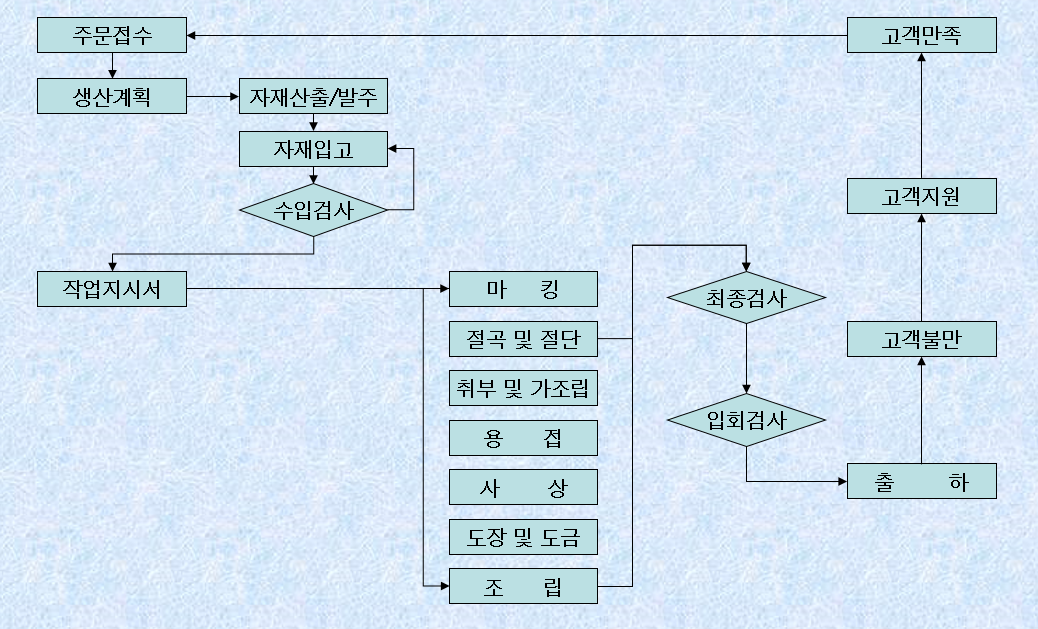 주문접수
고객만족
생산계획
자재산출/발주
자재입고
수입검사
고객지원
작업지시서
마 킹
절곡 및 절단
취부 및 가조립
용 접
사 상
도장 및 도금
조 립
최종검사
입회검사
고객불만
출 하